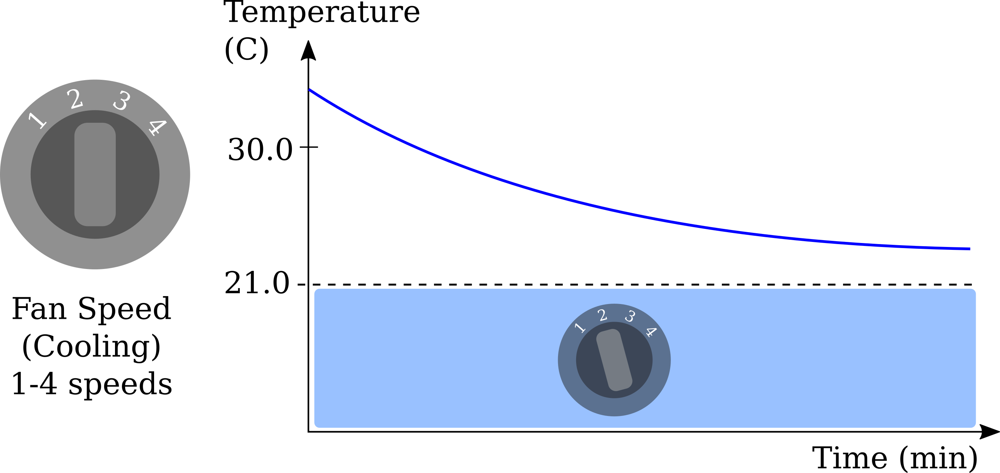 Temperature
(C)
1
2
3
4
30.0
21.0
Fan Speed
(Cooling)
1-4 speeds
1
2
3
4
Time (min)